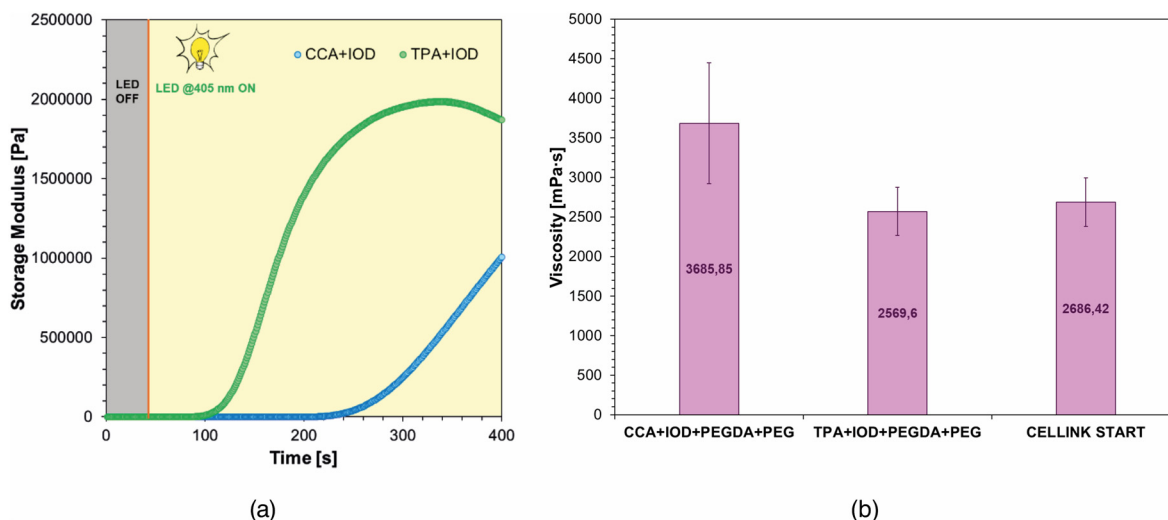 2500000
2000000
1500000
1000000
500000
0
Storage Modulus [Pa]
LED
OFF
LED @405 nm ON
CCA+IOD
TPA+IOD
0
100
200
300
400
Time [s]
(a)
5000
4500
4000
3500
3000
2500
2000
1500
1000
500
0
Viscosity [mPa·s]
3685,85
2569,6
2686,42
CCA+IOD+PEGDA+PEG
TPA+IOD+PEGDA+PEG
CELLINK START
(b)